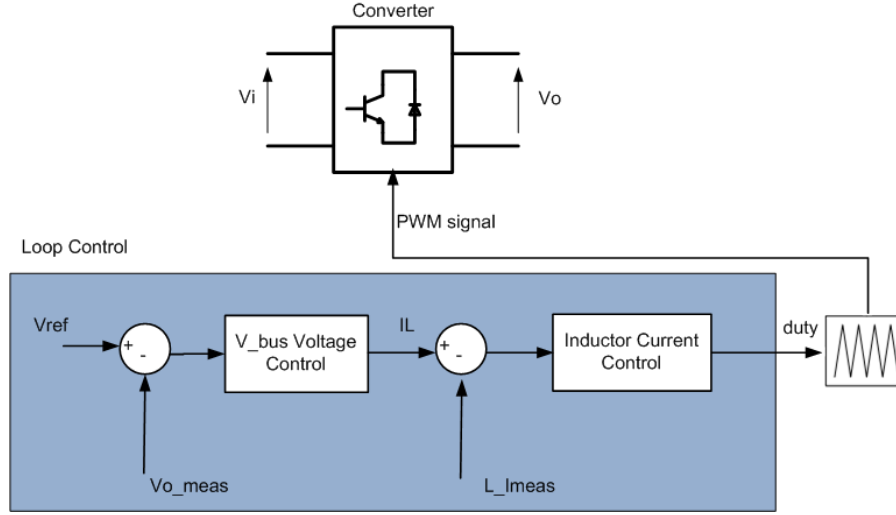 Converter
Vi
Vo
PWM signal
Loop Control
Vref
+
-
V_bus Voltage
Control
IL
+
-
Inductor Current
Control
duty
Vo_meas
L_Imeas